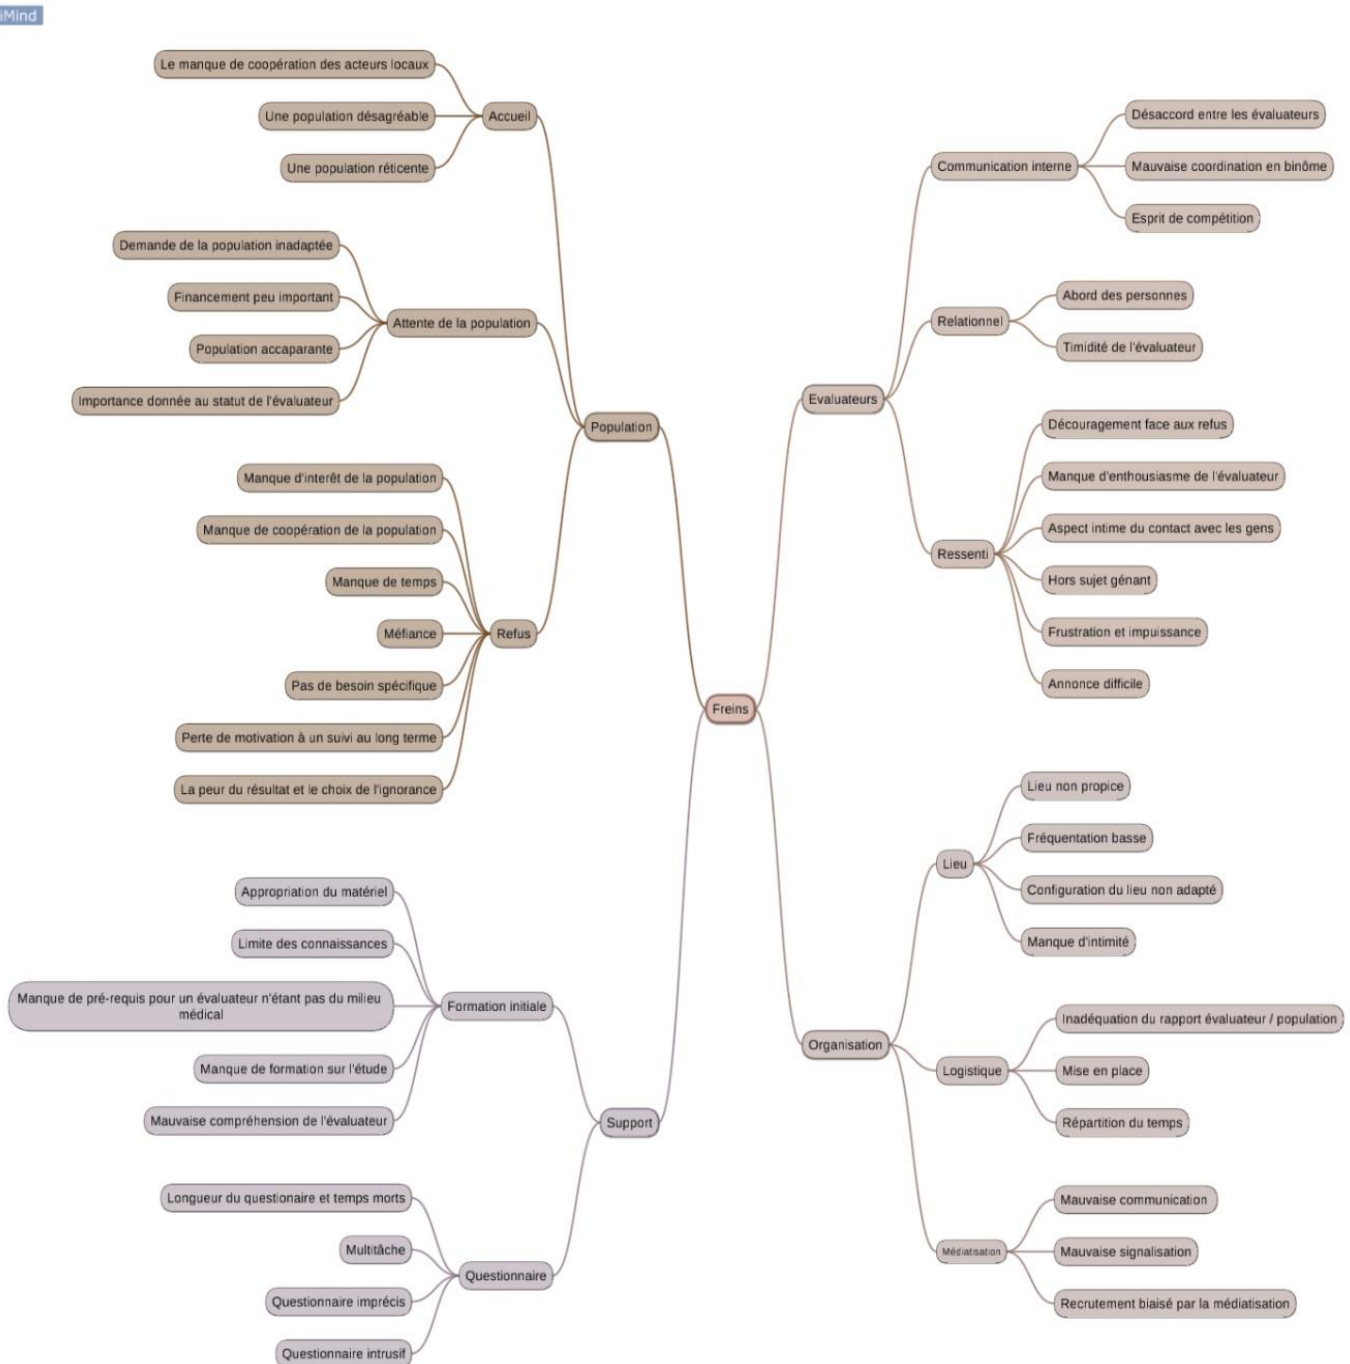 iMind
Le manque de coopération des acteurs locaux
Une population désagréable
Accueil
Une population réticente
Demande de la population inadaptée
Financement peu important
Attente de la population
Population accaparante
Importance donnée au statut de l'évaluateur
Population
Manque d'interêt de la population
Manque de coopération de la population
Manque de temps
Méfiance
Refus
Pas de besoin spécifique
Perte de motivation à un suivi au long terme
La peur du résultat et le choix de l'ignorance
Freins
Appropriation du matériel
Limite des connaissances
Manque de pré-requis pour un évaluateur n'étant pas du milieu
médical
Formation initiale
Manque de formation sur l'étude
Mauvaise compréhension de l'évaluateur
Support
Longueur du questionaire et temps morts
Multitâche
Questionnaire
Questionnaire imprécis
Questionnaire intrusif
Désaccord entre les évaluateurs
Communication interne
Mauvaise coordination en binôme
Esprit de compétition
Abord des personnes
Relationnel
Timidité de l'évaluateur
Evaluateurs
Découragement face aux refus
Manque d'enthousiasme de l'évaluateur
Aspect intime du contact avec les gens
Ressenti
Hors sujet génant
Frustration et impuissance
Annonce difficile
Lieu non propice
Fréquentation basse
Lieu
Configuration du lieu non adapté
Manque d'intimité
Organisation
Inadéquation du rapport évaluateur / population
Logistique
Mise en place
Répartition du temps
Mauvaise communication
Médiatisation
Mauvaise signalisation
Recrutement biaisé par la médiatisation